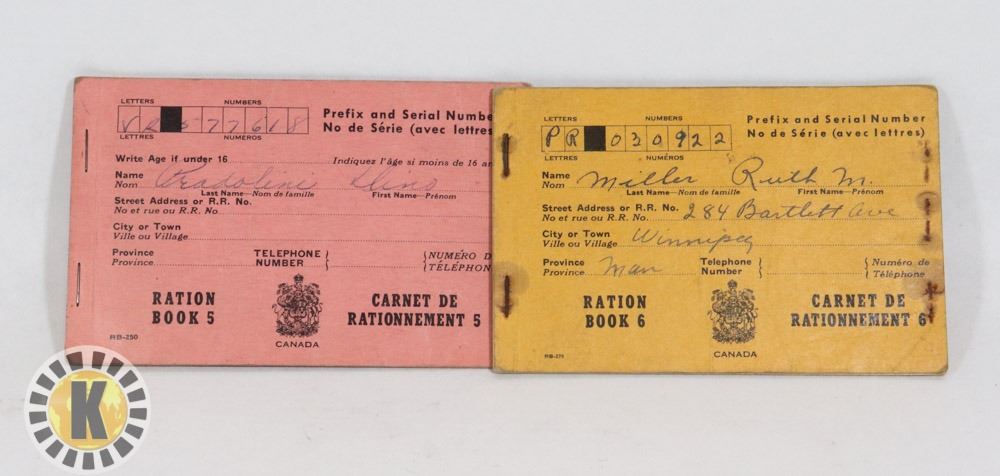 LETTERS NUMBERS
VR 577618
LETTRES NUMÉROS
Prefix and Serial Numbe
No de Série (avec lettres
Write Age if under 16 Indiquez l'âge si moins de 16 an
Name
Nom Dino
Last Name—Nom de famille First Name—Prénom
Street Address or R.R. No.
No et rue ou R.R. No.
City or Town
Ville ou Village
Province
Province
TELEPHONE
NUMBER
NUMÉRO
TÉLÉPHON
RATION
BOOK 5
CARNET DE
RATIONNEMENT 5
RB-250
CANADA
LETTERS NUMBERS
PR 030922
LETTRES NUMÉROS
Prefix and Serial Number
No de Série (avec lettres)
Name
Nom Miller Ruth M.
Last Name—Nom de famille First Name—Prénom
Street Address or R.R. No. 284 Bartlett Ave
No et rue ou R.R. No.
City or Town
Ville ou Village Winnipeg
Province
Province Man
Telephone
Number
Numéro de
Téléphone
RATION
BOOK 6
CARNET DE
RATIONNEMENT 6
RB-271
CANADA
K